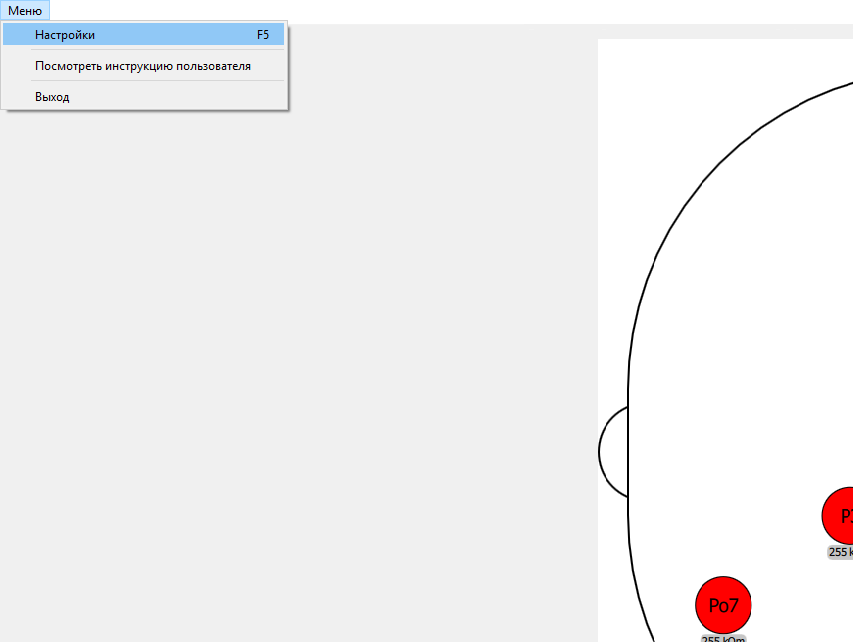 Меню
Настройки F5
Посмотреть инструкцию пользователя
Выход
Po7
255 kOm